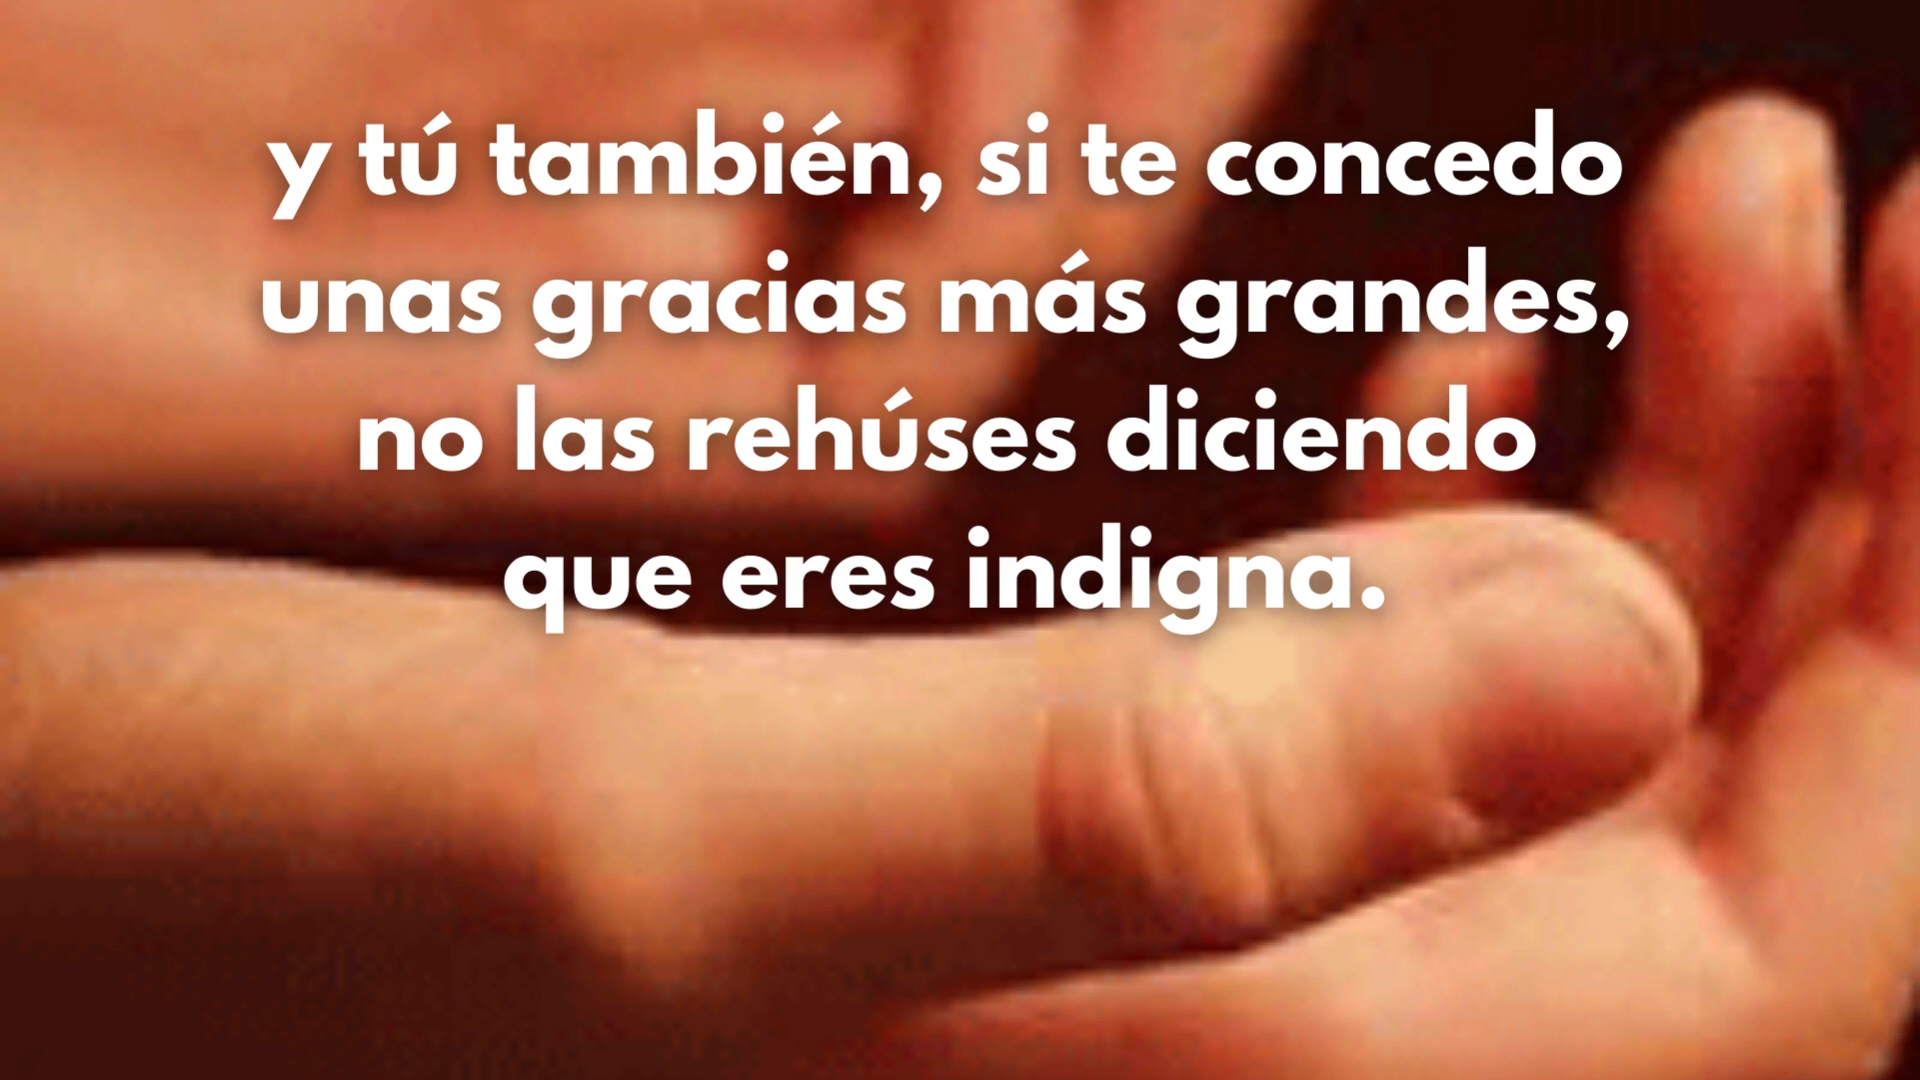 y tú también, si te concedo
unas gracias más grandes,
no las rehúses diciendo
que eres indigna.